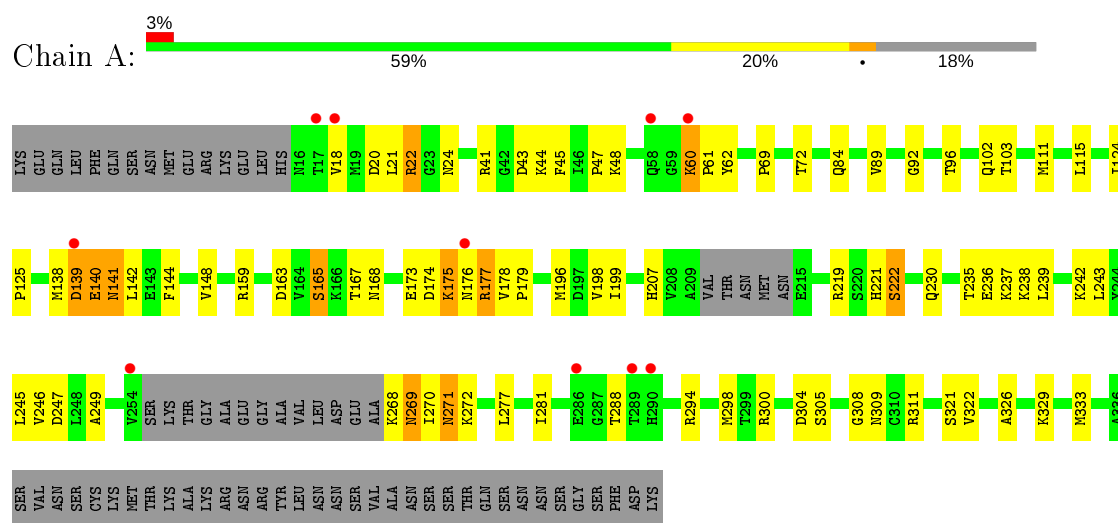 3%
Chain A:
59% 20% • 18%
LYS GLU GLN LEU PHE GLN SER ASN MET GLU ARG LYS GLU LEU HIS N16 T17 V18 M19 D20 L21 R22 G23 N24 R41 G42 D43 K44 F45 I46 P47 K48 Q58 G59 K60 P61 Y62 P69 T72 Q84 V89 G92 T96 Q102 T103 M111 L115 I124
P125 M138 D139 E140 N141 L142 E143 F144 V148 R159 D163 V164 S165 K166 T167 N168 E173 D174 K175 N176 R177 V178 P179 M196 D197 V198 I199 H207 V208 A209 VAL THR ASN MET ASN E215 R219 S220 H221 S222 Q230 T235 E236 K237 K238 L239 K242 L243 Y244
L245 V246 D247 L248 A249 V254 SER LYS THR GLY ALA GLU GLY ALA VAL LEU ASP GLU ALA K268 N269 I270 N271 K272 L277 I281 E286 G287 T288 T289 H290 R294 M298 T299 R300 D304 S305 G308 N309 C310 R311 S321 V322 A326 K329 M333 A336
SER VAL ASN SER CYS LYS MET THR LYS ALA LYS ARG ASN ARG TYR LEU ASN ASN SER VAL ALA ASN SER SER THR GLN SER ASN ASN SER GLY SER PHE ASP LYS